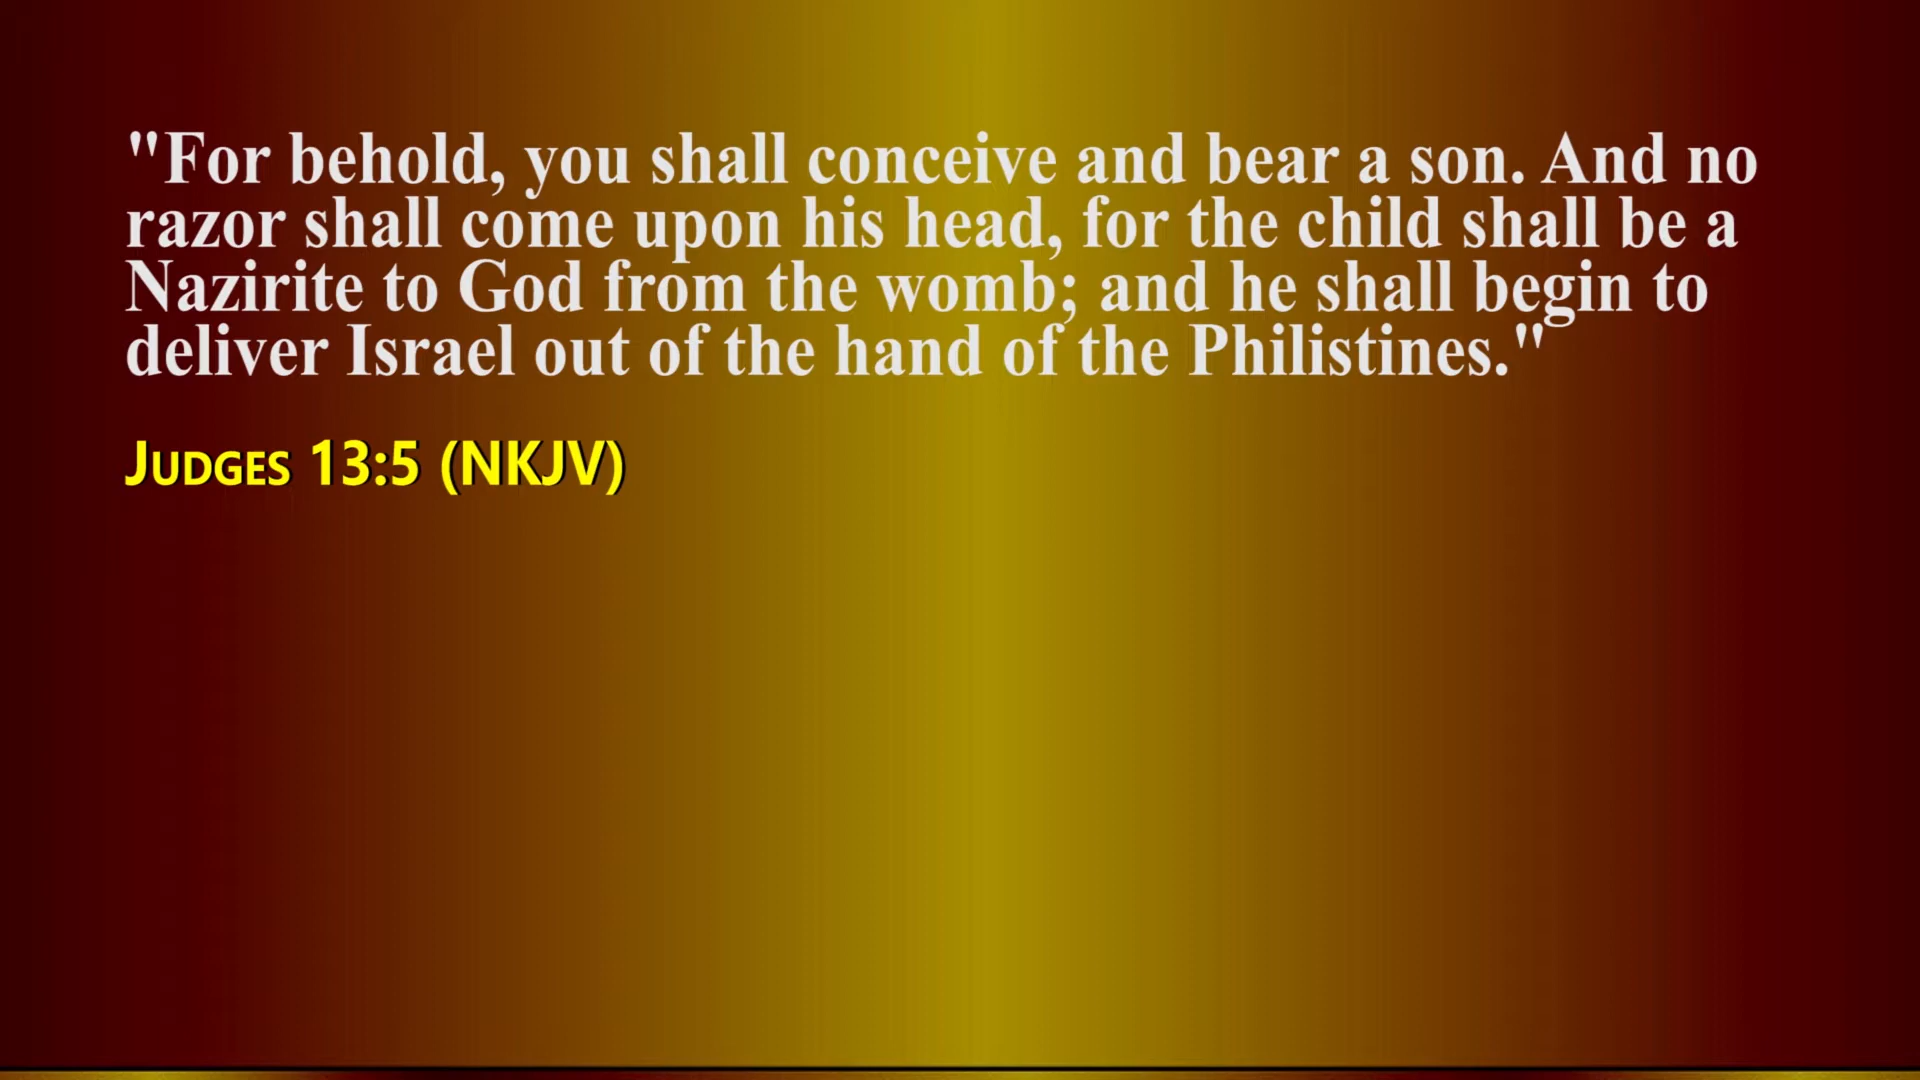 "For behold, you shall conceive and bear a son. And no
razor shall come upon his head, for the child shall be a
Nazirite to God from the womb; and he shall begin to
deliver Israel out of the hand of the Philistines."
Judges 13:5 (NKJV)